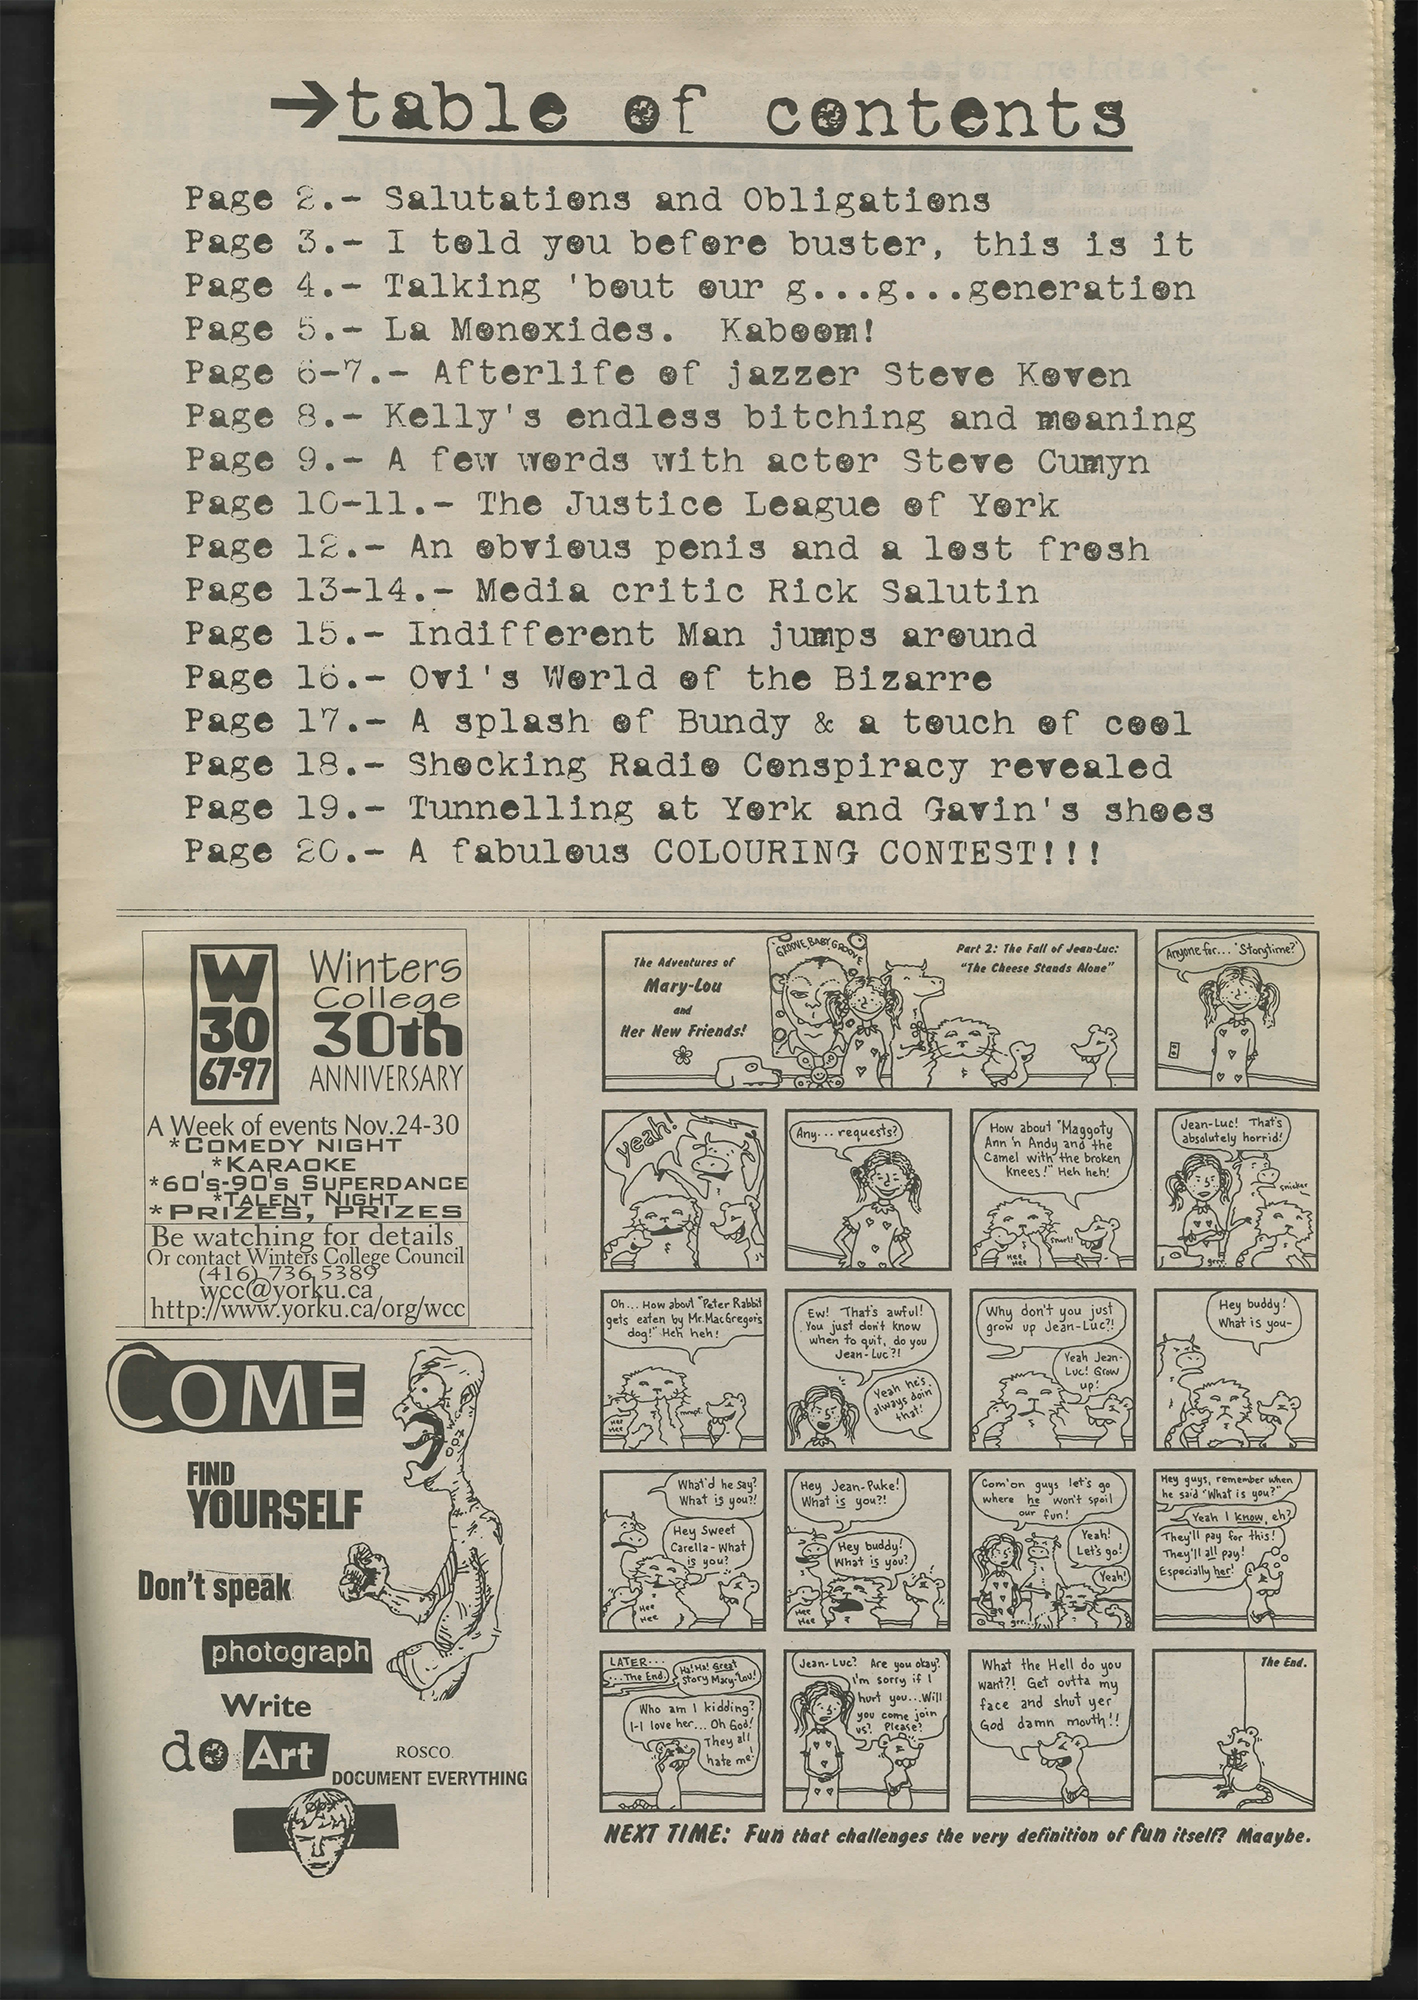 →table of contents
Page 2.- Salutations and Obligations
Page 3.- I told you before buster, this is it
Page 4.- Talking 'bout our g...g...generation
Page 5.- La Monoxides. Kaboom!
Page 6-7.- Afterlife of jazzer Steve Koven
Page 8.- Kelly's endless bitching and moaning
Page 9.- A few words with actor Steve Cumyn
Page 10-11.- The Justice League of York
Page 12.- An obvious penis and a lost frosh
Page 13-14.- Media critic Rick Salutin
Page 15.- Indifferent Man jumps around
Page 16.- Ovi's World of the Bizarre
Page 17.- A splash of Bundy & a touch of cool
Page 18.- Shocking Radio Conspiracy revealed
Page 19.- Tunnelling at York and Gavin's shoes
Page 20.- A fabulous COLOURING CONTEST!!!
W
30
67-97
Winters
College
30th
ANNIVERSARY
A Week of events Nov.24-30
*COMEDY NIGHT
*KARAOKE
*60's-90's SUPERDANCE
*TALENT NIGHT
*PRIZES, PRIZES
Be watching for details
Or contact Winters College Council
(416) 736 5389
wcc@yorku.ca
http://www.yorku.ca/org/wcc
COME
FIND
YOURSELF
Don't speak
photograph
Write
do Art
ROSCO
DOCUMENT EVERYTHING
The Adventures of
Mary-Lou
and
Her New Friends!
GROOVE, BABY, GROOVE
Part 2: The Fall of Jean-Luc:
"The Cheese Stands Alone"
Anyone for... 'Storytime?'
Yeah!
Any... requests?
How about "Maggoty
Ann 'n Andy and the
Camel with the broken
knees!" Heh heh!
Hee
Hee
Snort!
Jean-Luc! That's
absolutely horrid!
snicker
grr...
Oh... How about "Peter Rabbit
gets eaten by Mr. MacGregor's
dog!" Heh heh!
Hee
Hee
mmpf.
Ew! That's awful!
You just don't know
when to quit, do you
Jean-Luc?!
Yeah he's
always doin'
that!
Why don't you just
grow up Jean-Luc?!
Yeah Jean-
Luc! Grow
up!
Hey buddy!
What is you-
What'd he say?
What is you?!
Hey Sweet
Carella- What
is you?
Hee
Hee
Hey Jean-Puke!
What is you?!
Hey buddy!
What is you?
Hee
Hee
Com'on guys let's go
where he won't spoil
our fun!
Yeah!
Let's go!
Yeah!
grr...
Hey guys, remember when
he said "What is you?"
Yeah I know, eh?
They'll pay for this!
They'll all pay!
Especially her!
LATER...
...The End.
Ha! Ha! Great
Story Mary-Lou!
Who am I kidding?
I-I love her... Oh God!
They all
hate me!
Jean-Luc? Are you okay?
I'm sorry if I
hurt you... Will
you come join
us? Please?
What the Hell do you
want?! Get outta my
face and shut yer
God damn mouth!!
The End.
NEXT TIME: Fun that challenges the very definition of fun itself? Maaybe.